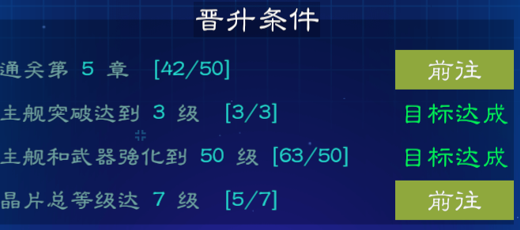 晋升条件
通关第 5 章 [42/50] 前往
主舰突破达到 3 级 [3/3] 目标达成
主舰和武器强化到 50 级 [63/50] 目标达成
晶片总等级达 7 级 [5/7] 前往